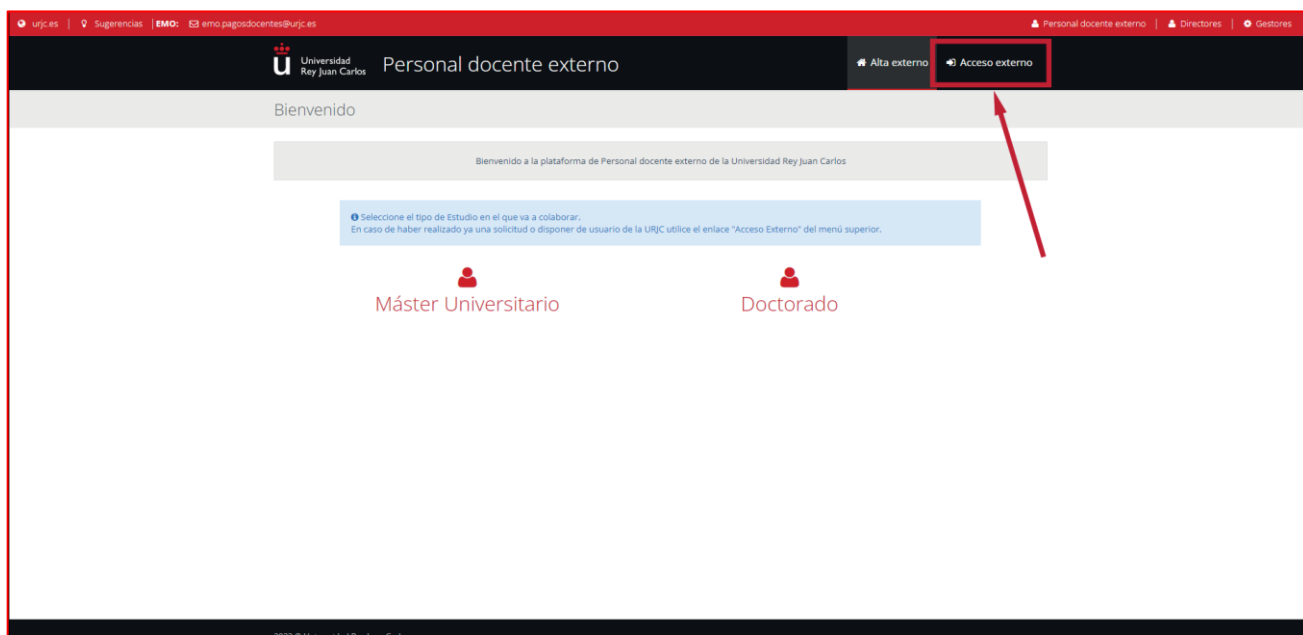 urjc.es | Sugerencias | EMO: emo.pagosdocentes@urjc.es Personal docente externo | Directores | Gestores
Universidad
Rey Juan Carlos
Personal docente externo
Alta externo
Acceso externo
Bienvenido
Bienvenido a la plataforma de Personal docente externo de la Universidad Rey Juan Carlos
Seleccione el tipo de Estudio en el que va a colaborar.
En caso de haber realizado ya una solicitud o disponer de usuario de la URJC utilice el enlace "Acceso Externo" del menú superior.
Máster Universitario
Doctorado